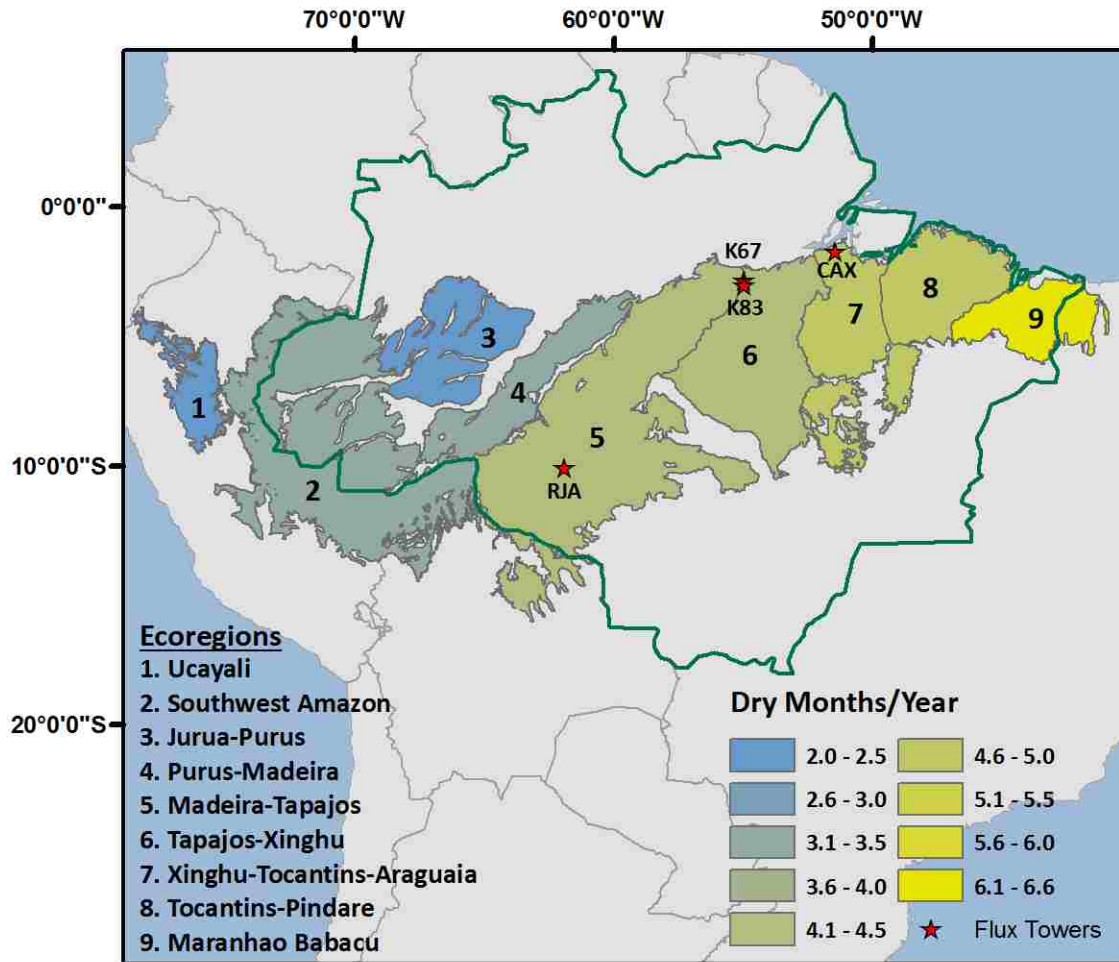 70°0'0"W 60°0'0"W 50°0'0"W
0°0'0"
K67
CAX
K83
8
7
9
3
6
4
1
5
10°0'0"S
RJA
2
Ecoregions
1. Ucayali
2. Southwest Amazon
3. Jurua-Purus
4. Purus-Madeira
5. Madeira-Tapajos
6. Tapajos-Xinghu
7. Xinghu-Tocantins-Araguaia
8. Tocantins-Pindare
9. Maranhao Babacu
20°0'0"S
Dry Months/Year
2.0 - 2.5
2.6 - 3.0
3.1 - 3.5
3.6 - 4.0
4.1 - 4.5
4.6 - 5.0
5.1 - 5.5
5.6 - 6.0
6.1 - 6.6
Flux Towers